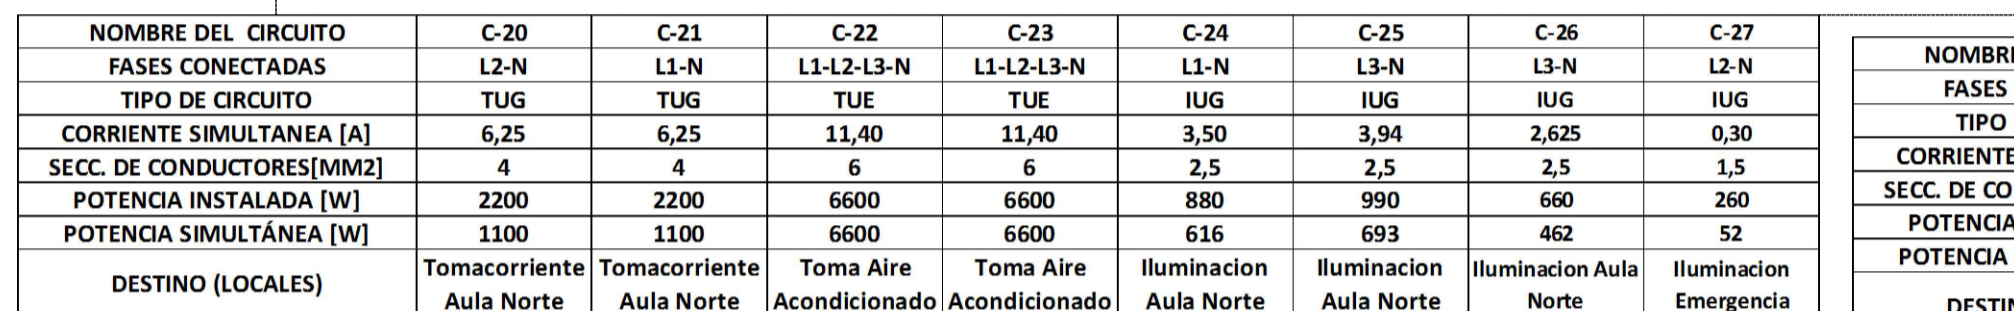 NOMBRE DEL CIRCUITO C-20 C-21 C-22 C-23 C-24 C-25 C-26 C-27
FASES CONECTADAS L2-N L1-N L1-L2-L3-N L1-L2-L3-N L1-N L3-N L3-N L2-N
TIPO DE CIRCUITO TUG TUG TUE TUE IUG IUG IUG IUG
CORRIENTE SIMULTANEA [A] 6,25 6,25 11,40 11,40 3,50 3,94 2,625 0,30
SECC. DE CONDUCTORES[MM2] 4 4 6 6 2,5 2,5 2,5 1,5
POTENCIA INSTALADA [W] 2200 2200 6600 6600 880 990 660 260
POTENCIA SIMULTÁNEA [W] 1100 1100 6600 6600 616 693 462 52
DESTINO (LOCALES) Tomacorriente Tomacorriente Toma Aire Toma Aire Iluminacion Iluminacion Iluminacion Aula Iluminacion
Aula Norte Aula Norte Acondicionado Acondicionado Aula Norte Aula Norte Norte Emergencia
NOMBRE
FASES
TIPO
CORRIENTE
SECC. DE CO
POTENCIA
POTENCIA
DESTIN